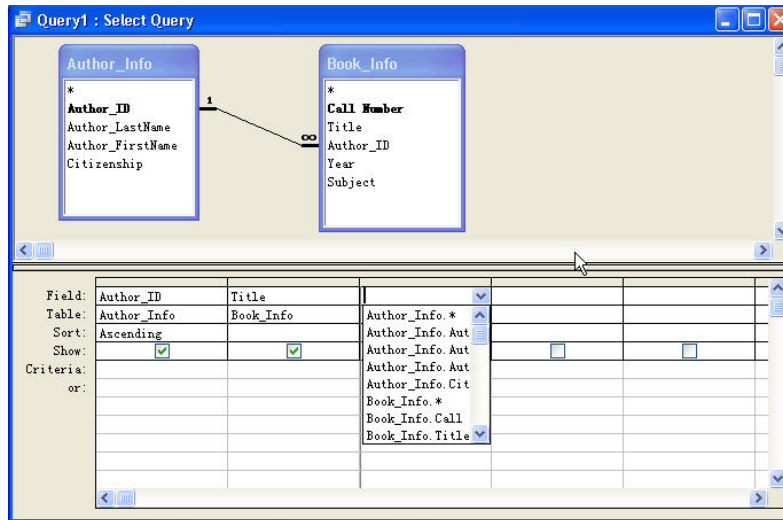 Query1 : Select Query
Author_Info
*
Author_ID
Author_LastName
Author_FirstName
Citizenship
1
∞
Book_Info
*
Call Number
Title
Author_ID
Year
Subject
Field: Author_ID Title
Table: Author_Info Book_Info
Sort: Ascending
Show:
Criteria:
or:
Author_Info.*
Author_Info.Aut
Author_Info.Aut
Author_Info.Aut
Author_Info.Cit
Book_Info.*
Book_Info.Call
Book_Info.Title